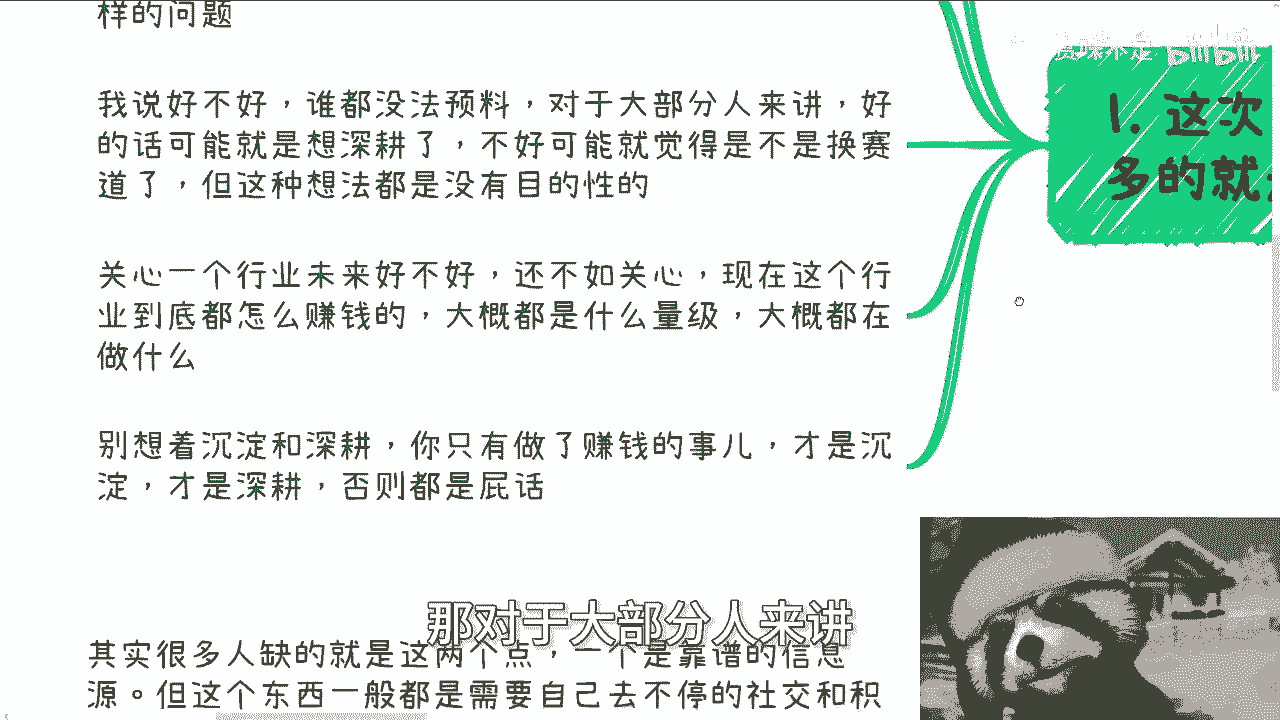 样的问题
我说好不好，谁都没法预料，对于大部分人来讲，好
的话可能就是想深耕了，不好可能就觉得是不是换赛
道了，但这种想法都是没有目的性的
关心一个行业未来好不好，还不如关心，现在这个行
业到底都怎么赚钱的，大概都是什么量级，大概都在
做什么
别想着沉淀和深耕，你只有做了赚钱的事儿，才是沉
淀，才是深耕，否则都是屁话
1. 这次
多的就
bilibili
那对于大部分人来讲
其实很多人缺的就是这两个点，一个是靠谱的信息
源。但这个东西一般都是需要自己去不停的社交和积